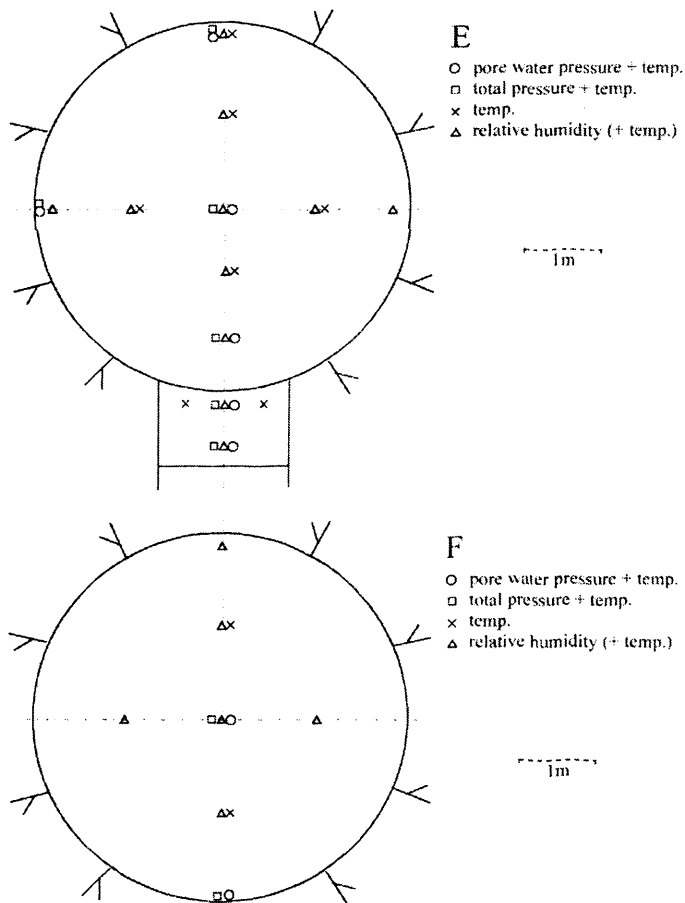 E
pore water pressure + temp.
total pressure + temp.
temp.
relative humidity (+ temp.)
1m
F
pore water pressure + temp.
total pressure + temp.
temp.
relative humidity (+ temp.)
1m